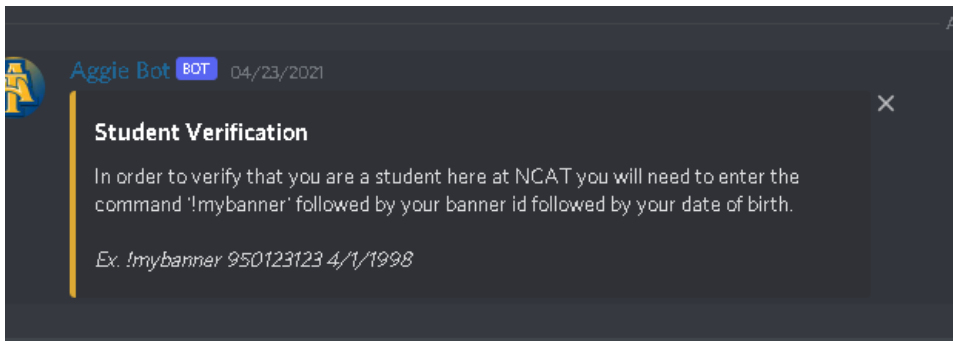 Aggie Bot BOT 04/23/2021
Student Verification
In order to verify that you are a student here at NCAT you will need to enter the
command '!mybanner' followed by your banner id followed by your date of birth.
Ex. !mybanner 950123123 4/1/1998